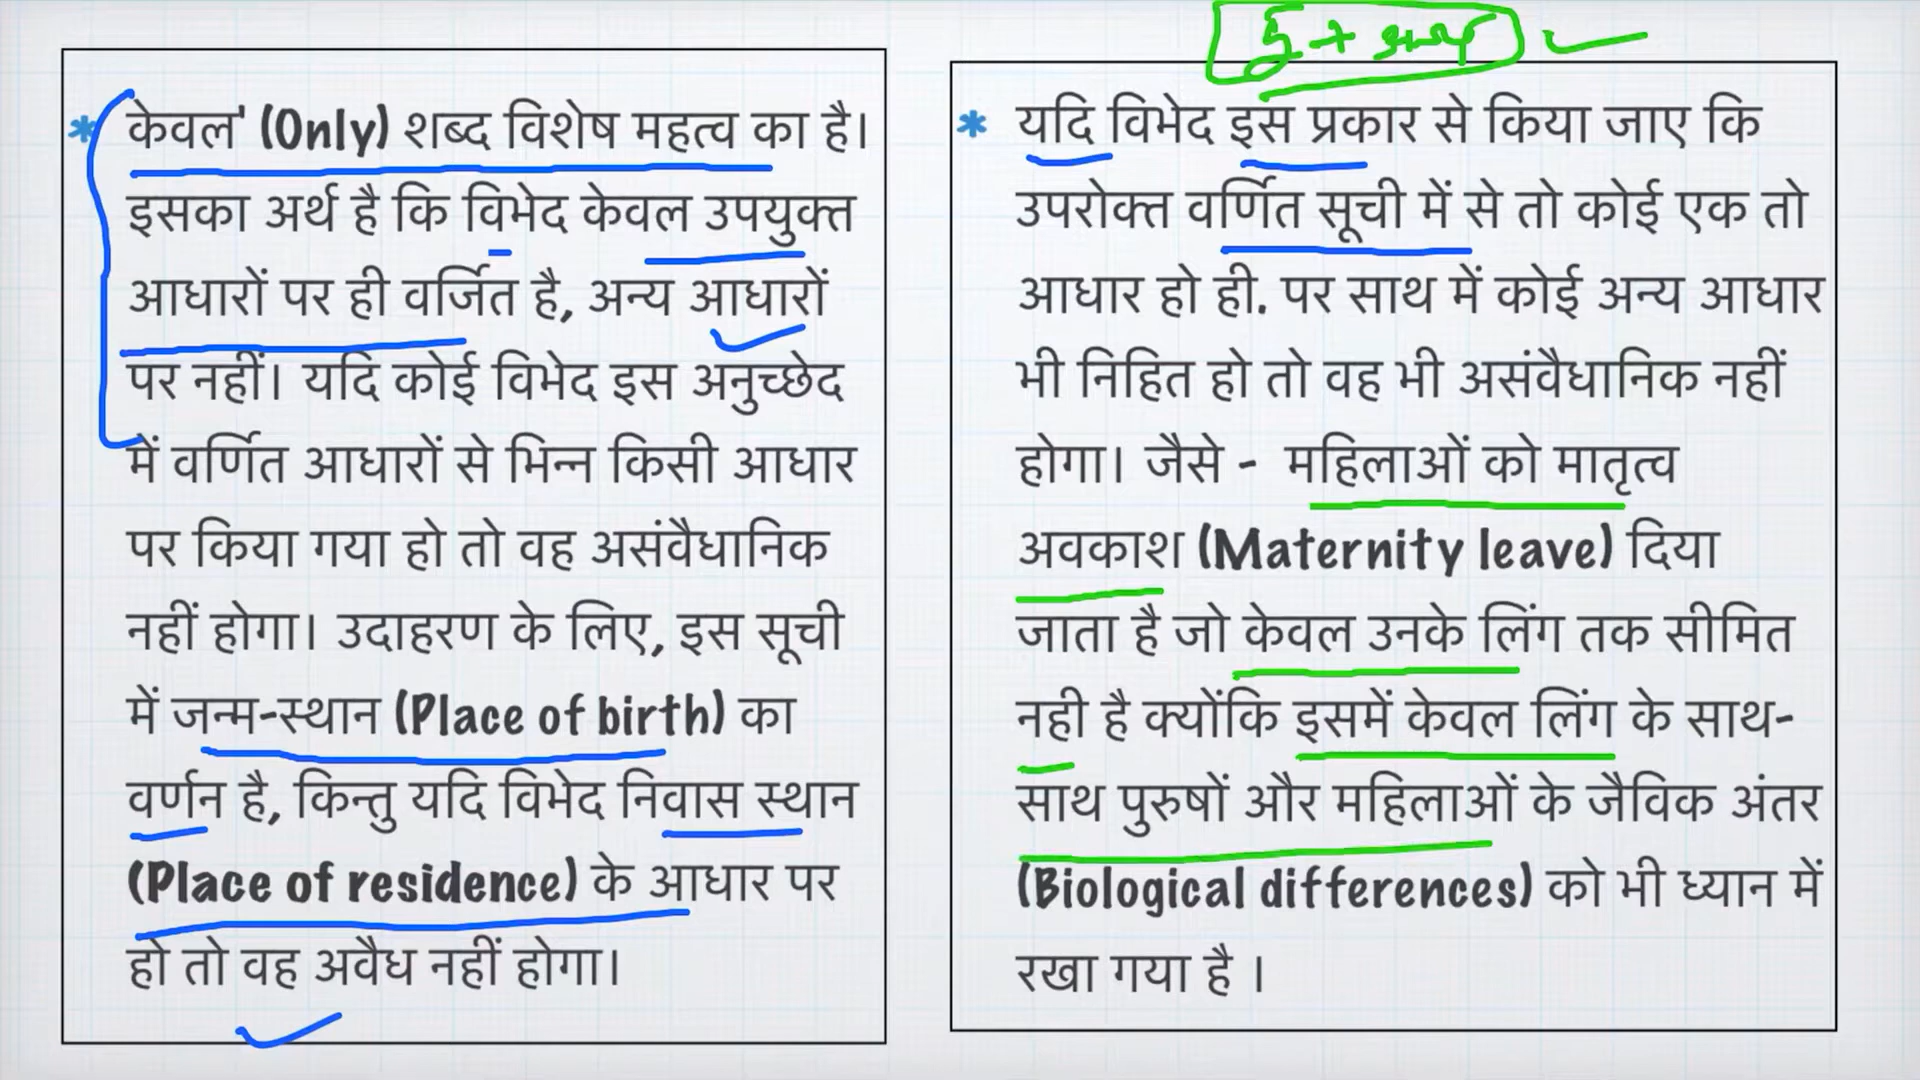 केवल' (Only) शब्द विशेष महत्व का है।
इसका अर्थ है कि विभेद केवल उपयुक्त
आधारों पर ही वर्जित है, अन्य आधारों
पर नहीं। यदि कोई विभेद इस अनुच्छेद
में वर्णित आधारों से भिन्न किसी आधार
पर किया गया हो तो वह असंवैधानिक
नहीं होगा। उदाहरण के लिए, इस सूची
में जन्म-स्थान (Place of birth) का
वर्णन है, किन्तु यदि विभेद निवास स्थान
(Place of residence) के आधार पर
हो तो वह अवैध नहीं होगा।
5 +
यदि विभेद इस प्रकार से किया जाए कि
उपरोक्त वर्णित सूची में से तो कोई एक तो
आधार हो ही. पर साथ में कोई अन्य आधार
भी निहित हो तो वह भी असंवैधानिक नहीं
होगा। जैसे - महिलाओं को मातृत्व
अवकाश (Maternity leave) दिया
जाता है जो केवल उनके लिंग तक सीमित
नही है क्योंकि इसमें केवल लिंग के साथ-
साथ पुरुषों और महिलाओं के जैविक अंतर
(Biological differences) को भी ध्यान में
रखा गया है ।